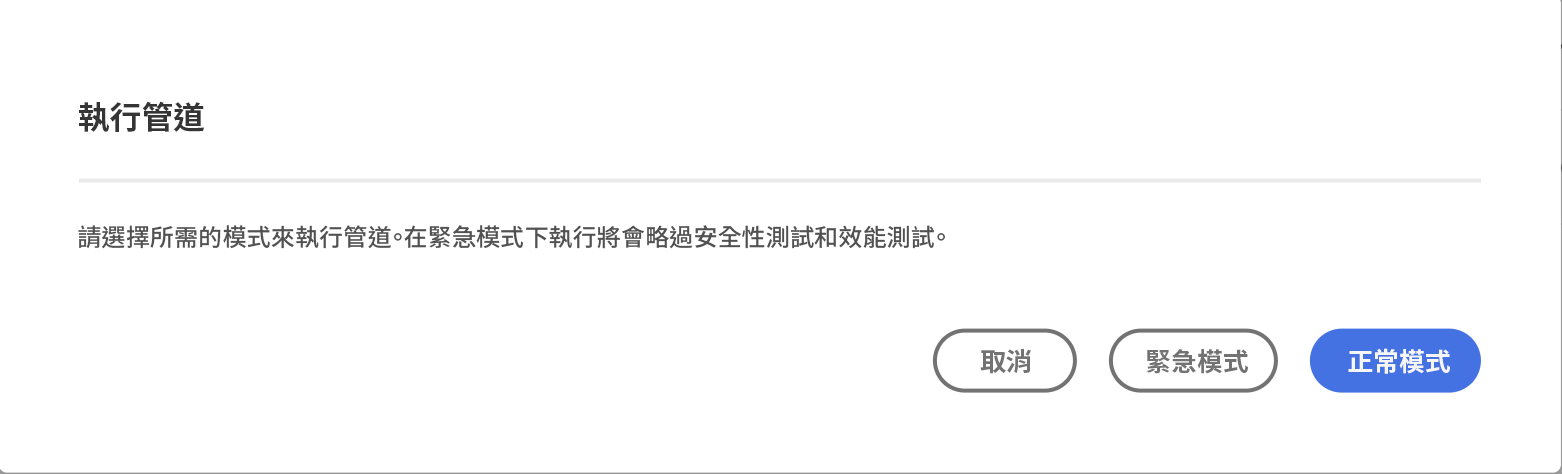 執行管道
請選擇所需的模式來執行管道。在緊急模式下執行將會略過安全性測試和效能測試。
取消
緊急模式
正常模式